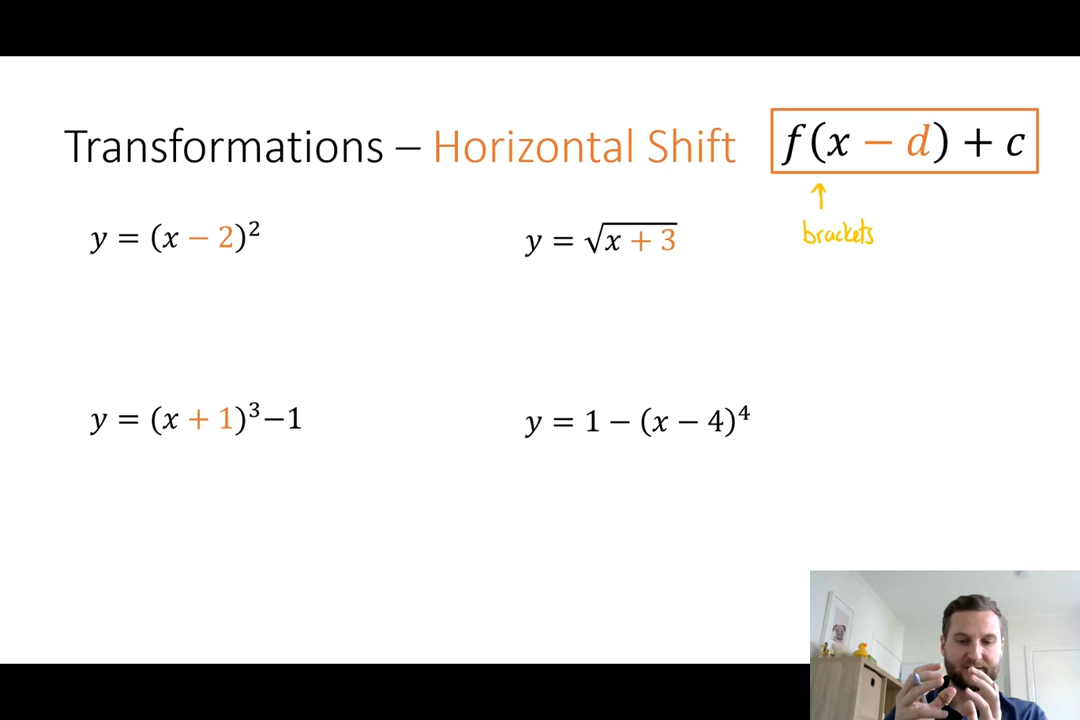 Transformations – Horizontal Shift
f(x − d) + c
brackets
y = (x − 2)²
y = √x + 3
y = (x + 1)³−1
y = 1 − (x − 4)⁴